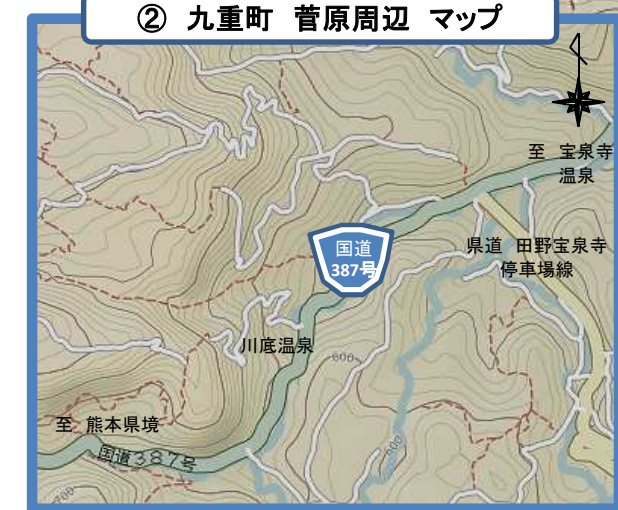 ② 九重町 菅原周辺 マップ
至 宝泉寺
温泉
国道
387号
県道 田野宝泉寺
停車場線
川底温泉
600
至 熊本県境
国道387号
600
700